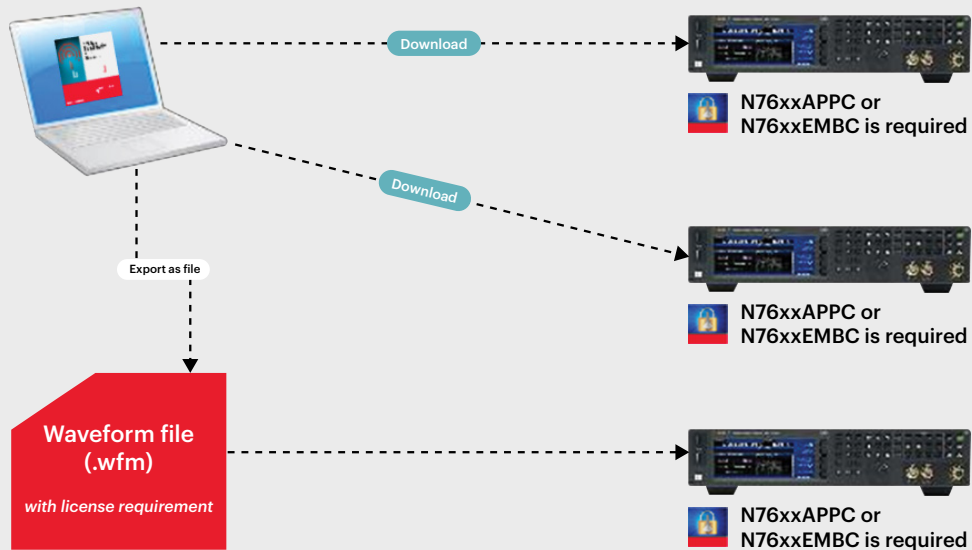 Download
N76xxAPPC or
N76xxEMBC is required
Download
Export as file
N76xxAPPC or
N76xxEMBC is required
Waveform file
(.wfm)
with license requirement
N76xxAPPC or
N76xxEMBC is required